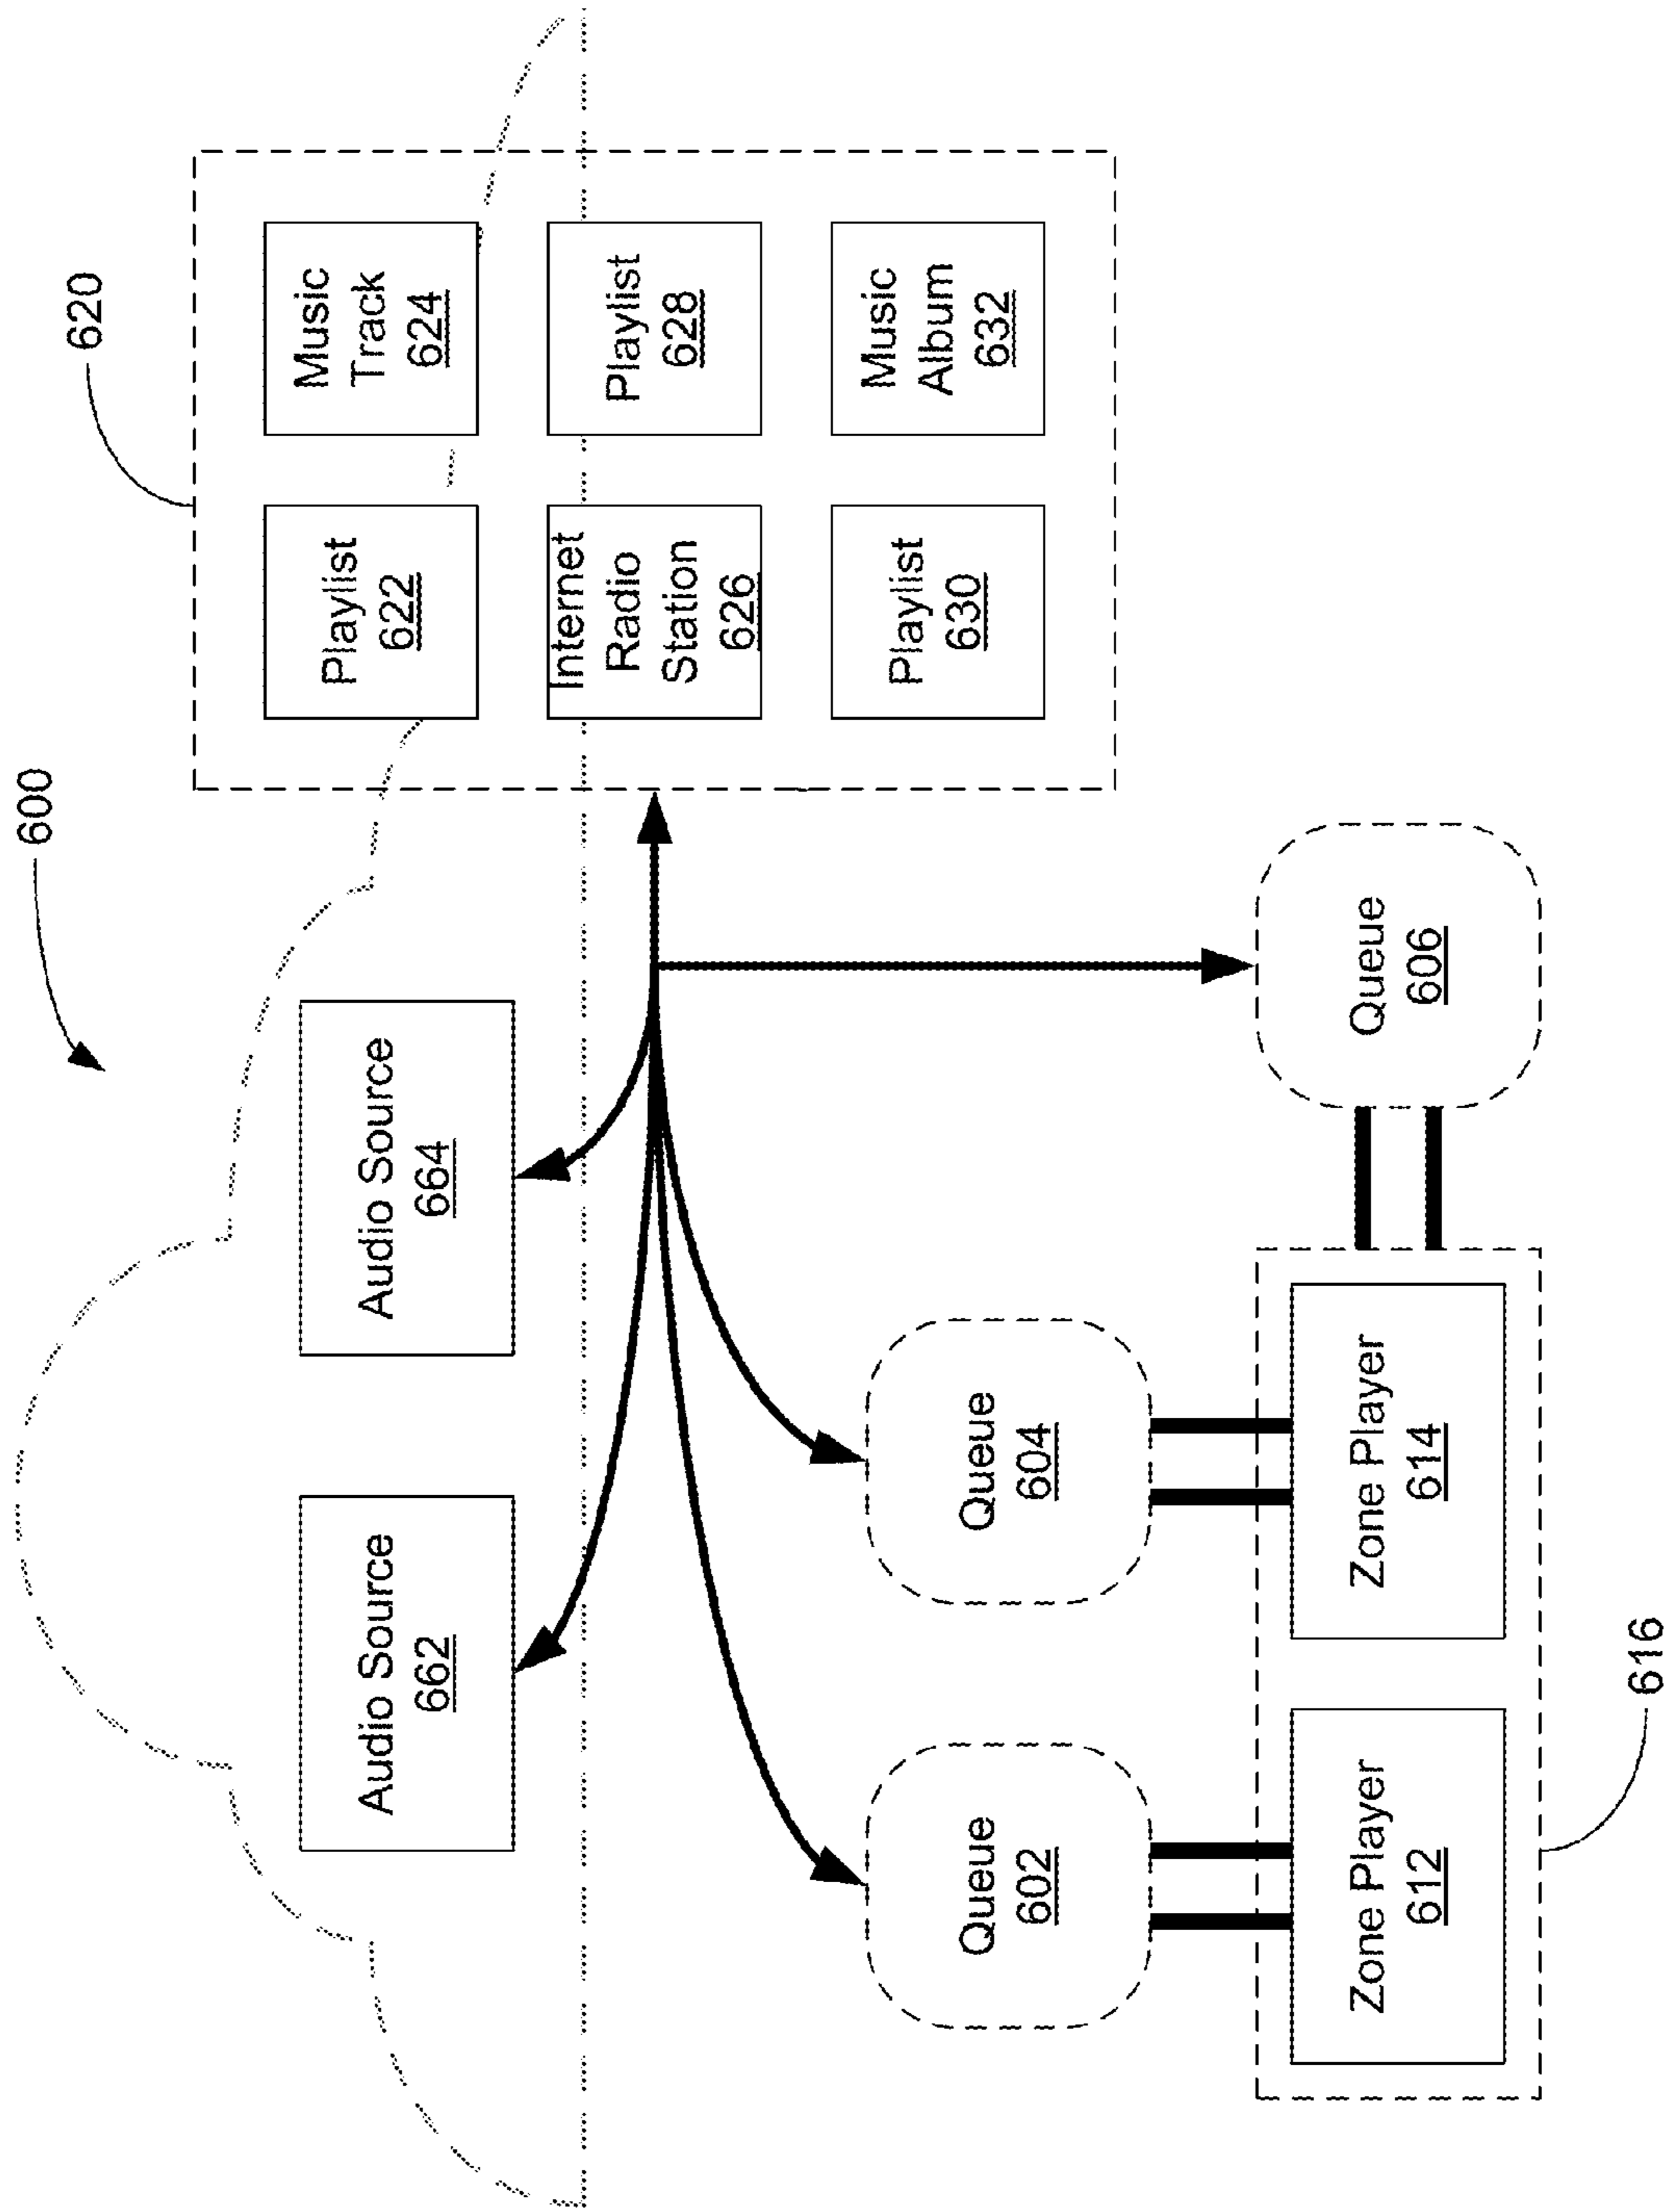 600
620
Audio Source
662
Audio Source
664
Playlist
622
Music
Track
624
Internet
Radio
Station
626
Playlist
628
Playlist
630
Music
Album
632
Queue
602
Queue
604
Queue
606
Zone Player
612
Zone Player
614
616